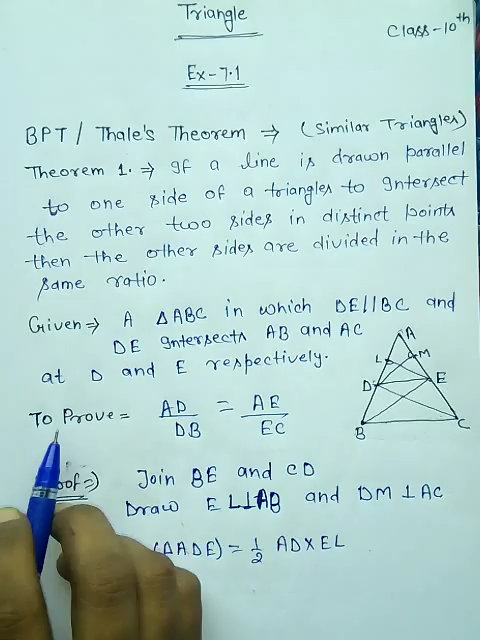 Triangle
Class-10th
Ex-7.1
BPT / Thale's Theorem ⇒ (Similar Triangles)
Theorem 1. ⇒ If a line is drawn parallel
to one side of a triangles to Intersect
the other two sides in distinct points
then the other sides are divided in the
same ratio.
Given ⇒ A △ABC in which DE||BC and
DE Intersects AB and AC
at D and E respectively.
To Prove = AD/DB = AE/EC
A
L M
D E
B C
oof ⇒) Join BE and CD
Draw EL⊥AB and DM ⊥ AC
(△ADE) = 1/2 AD×EL